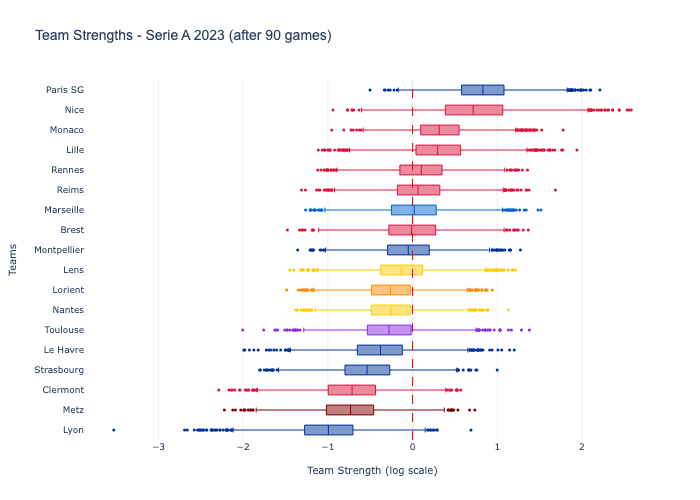 Team Strengths - Serie A 2023 (after 90 games)
Teams
Paris SG
Nice
Monaco
Lille
Rennes
Reims
Marseille
Brest
Montpellier
Lens
Lorient
Nantes
Toulouse
Le Havre
Strasbourg
Clermont
Metz
Lyon
−3 −2 −1 0 1 2
Team Strength (log scale)